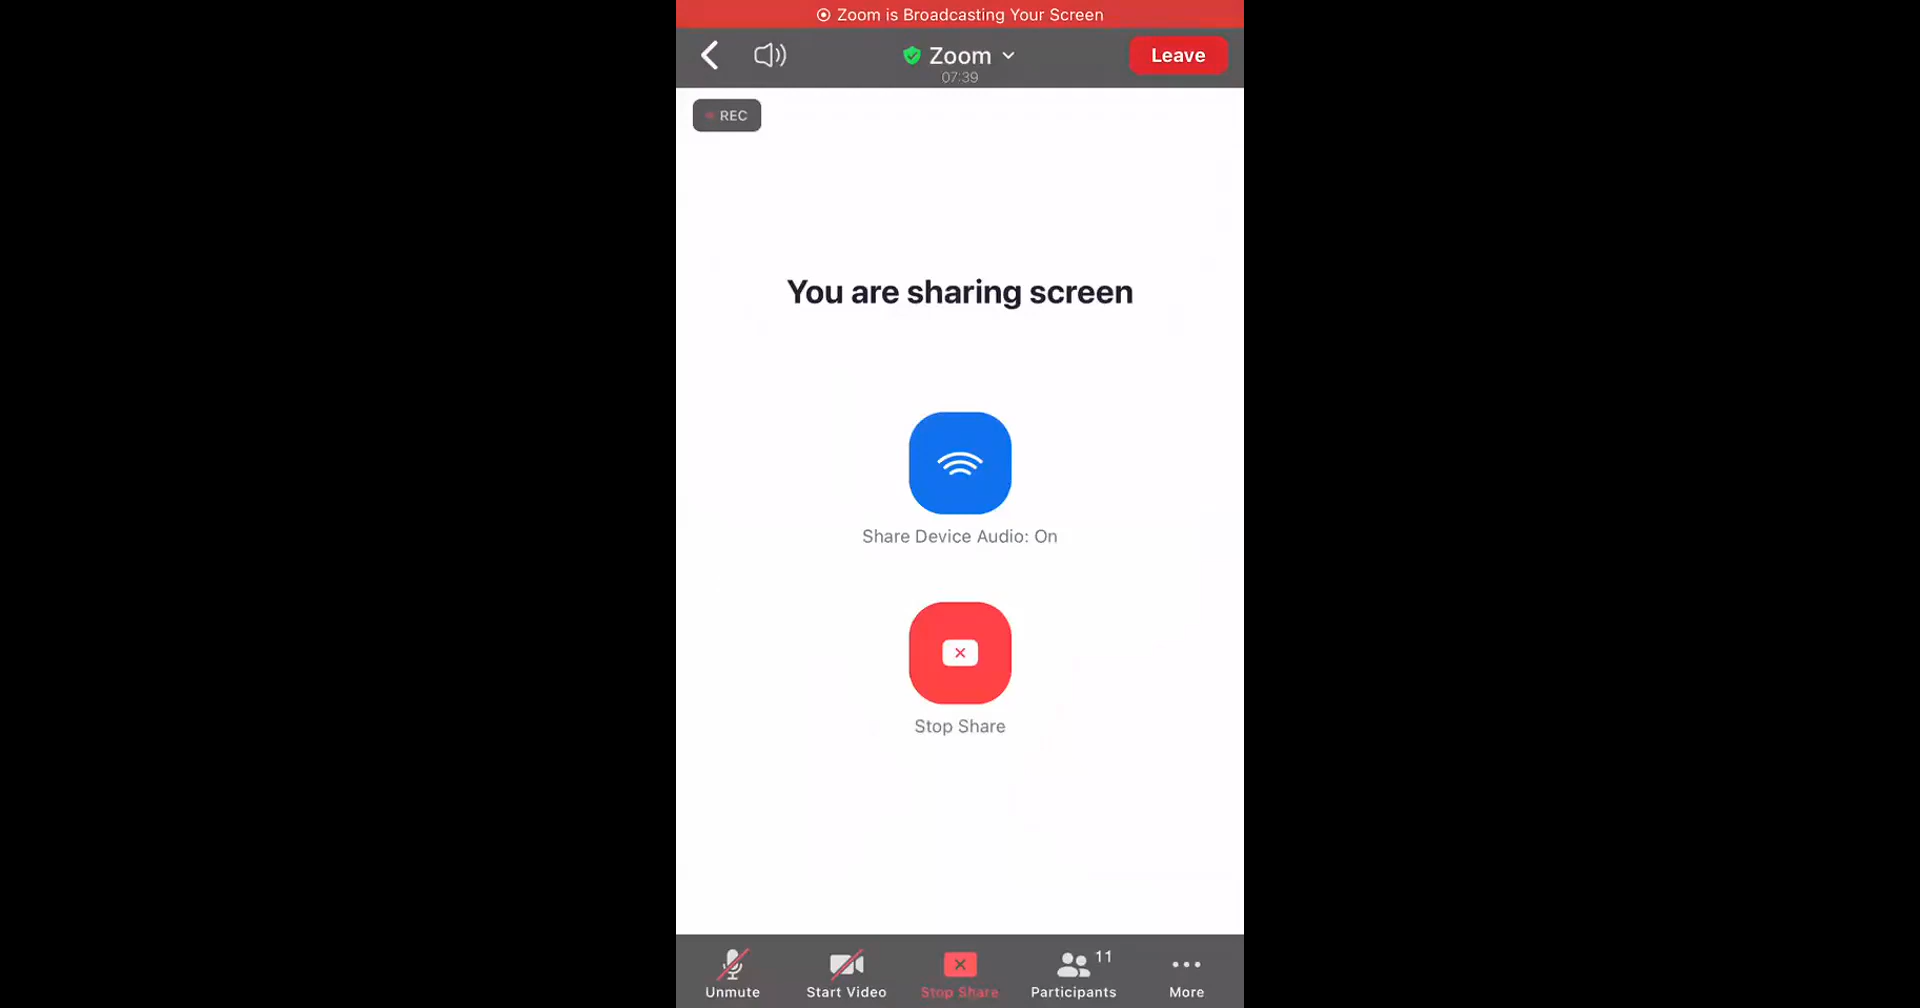 Zoom is Broadcasting Your Screen
Zoom
Leave
07:39
REC
You are sharing screen
Share Device Audio: On
Stop Share
11
Unmute
Start Video
Stop Share
Participants
More